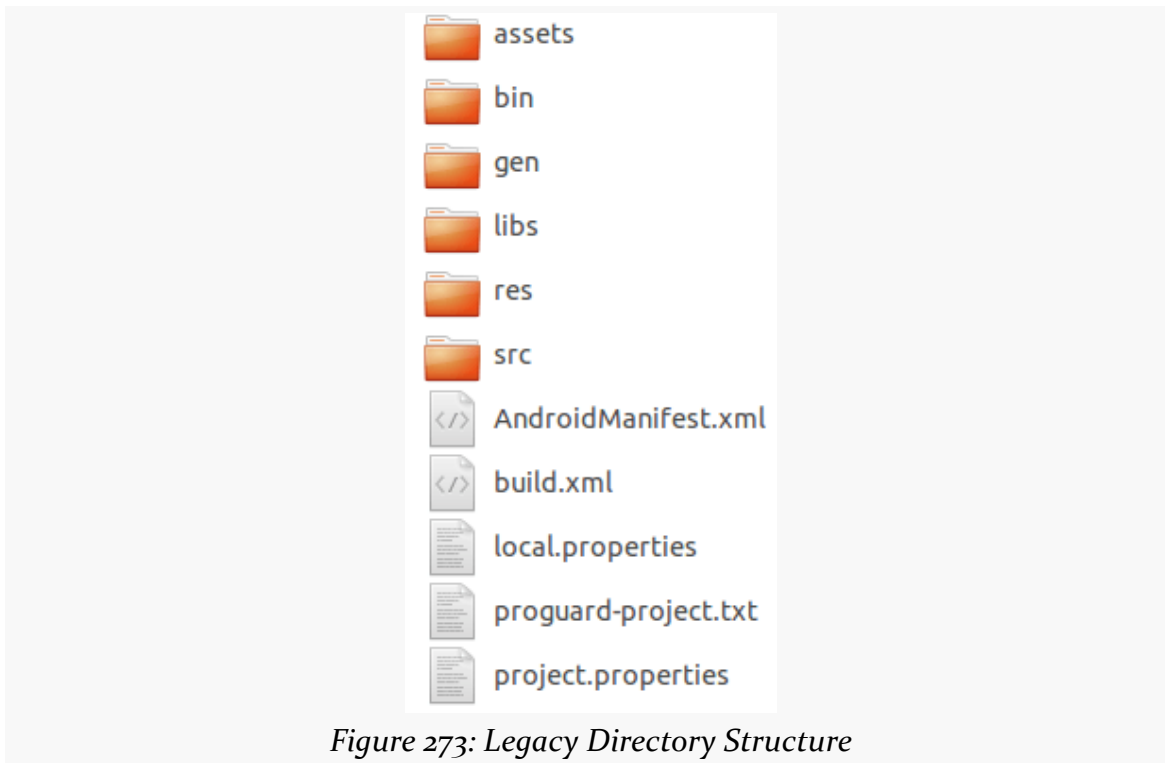 assets
bin
gen
libs
res
src
AndroidManifest.xml
build.xml
local.properties
proguard-project.txt
project.properties
Figure 273: Legacy Directory Structure